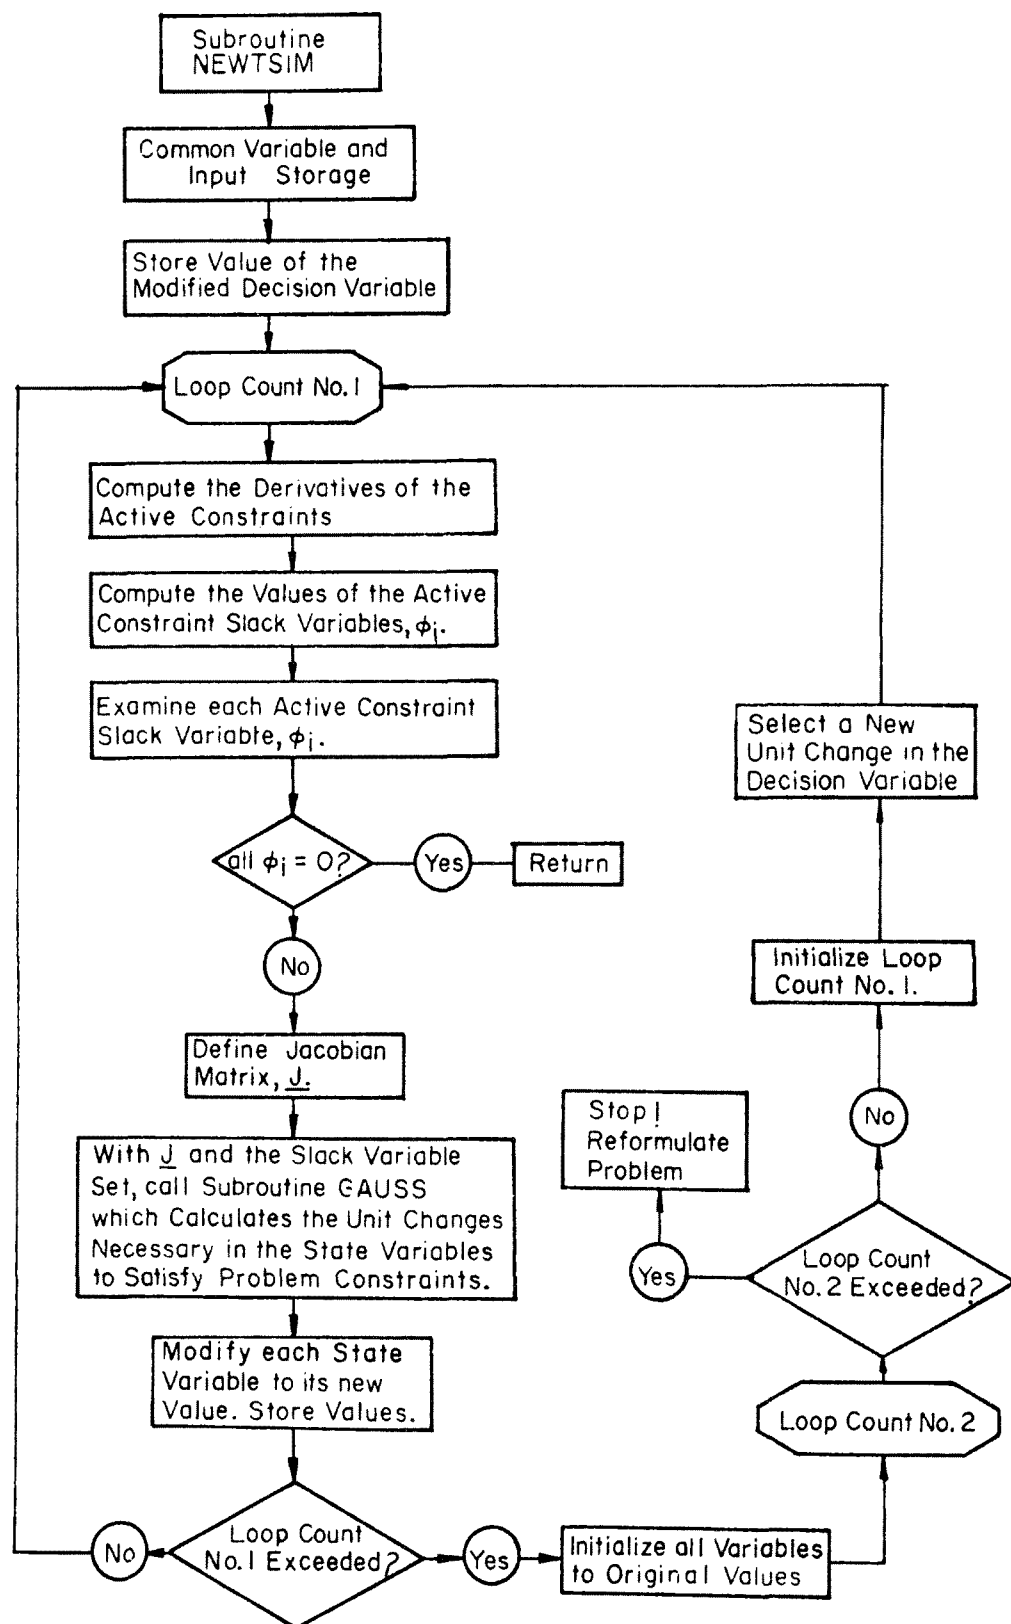 Subroutine
NEWTSIM
Common Variable and
Input Storage
Store Value of the
Modified Decision Variable
Loop Count No. 1
Compute the Derivatives of the
Active Constraints
Compute the Values of the Active
Constraint Slack Variables, ϕi.
Examine each Active Constraint
Slack Variable, ϕi.
all ϕi = 0?
Yes
Return
No
Define Jacobian
Matrix, J.
With J and the Slack Variable
Set, call Subroutine GAUSS
which Calculates the Unit Changes
Necessary in the State Variables
to Satisfy Problem Constraints.
Modify each State
Variable to its new
Value. Store Values.
Loop Count
No. 1 Exceeded?
No
Yes
Initialize all Variables
to Original Values
Loop Count No. 2
Loop Count
No. 2 Exceeded?
Yes
Stop!
Reformulate
Problem
No
Initialize Loop
Count No. 1.
Select a New
Unit Change in the
Decision Variable